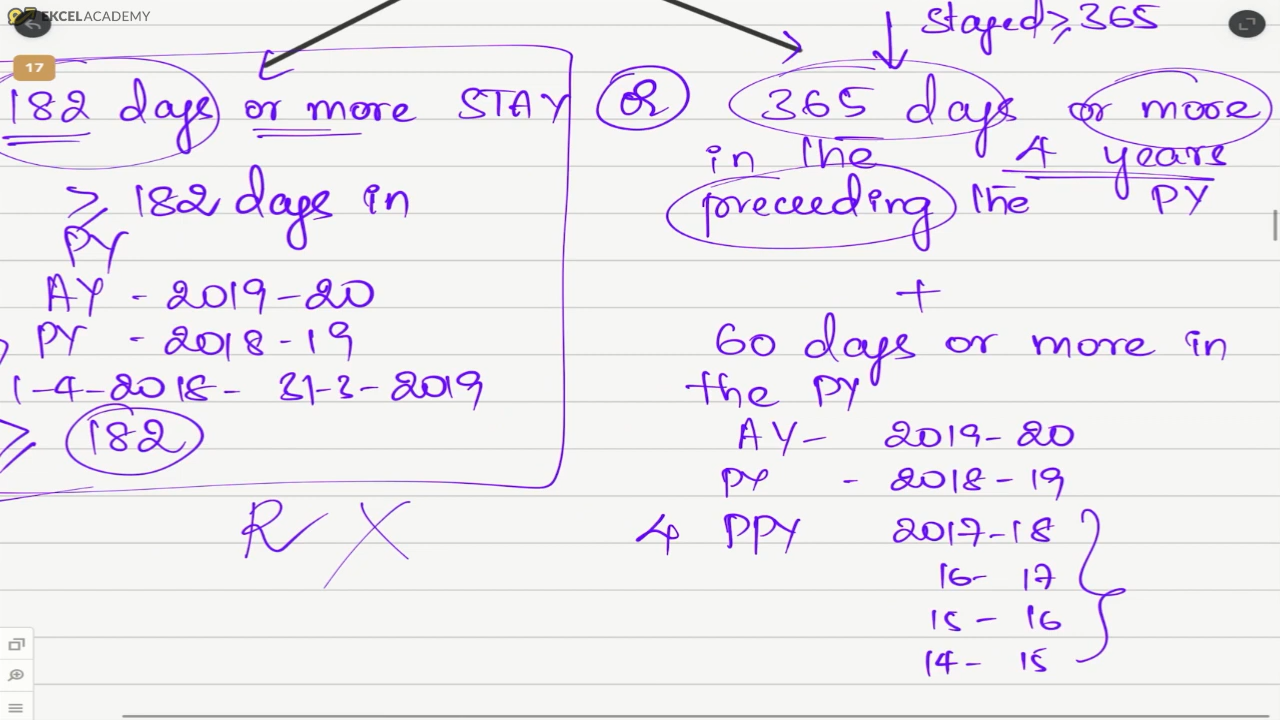 EKCEL ACADEMY
17
Stayed ≥ 365
182 days or more STAY
≥ 182 days in
PY
AY - 2019-20
PY - 2018-19
1-4-2018 - 31-3-2019
≥ 182
R X
Or
365 days or more
in the 4 years
preceeding the PY
+
60 days or more in
the PY
AY - 2019-20
PY - 2018-19
4 PPY 2017-18
16-17
15-16
14-15